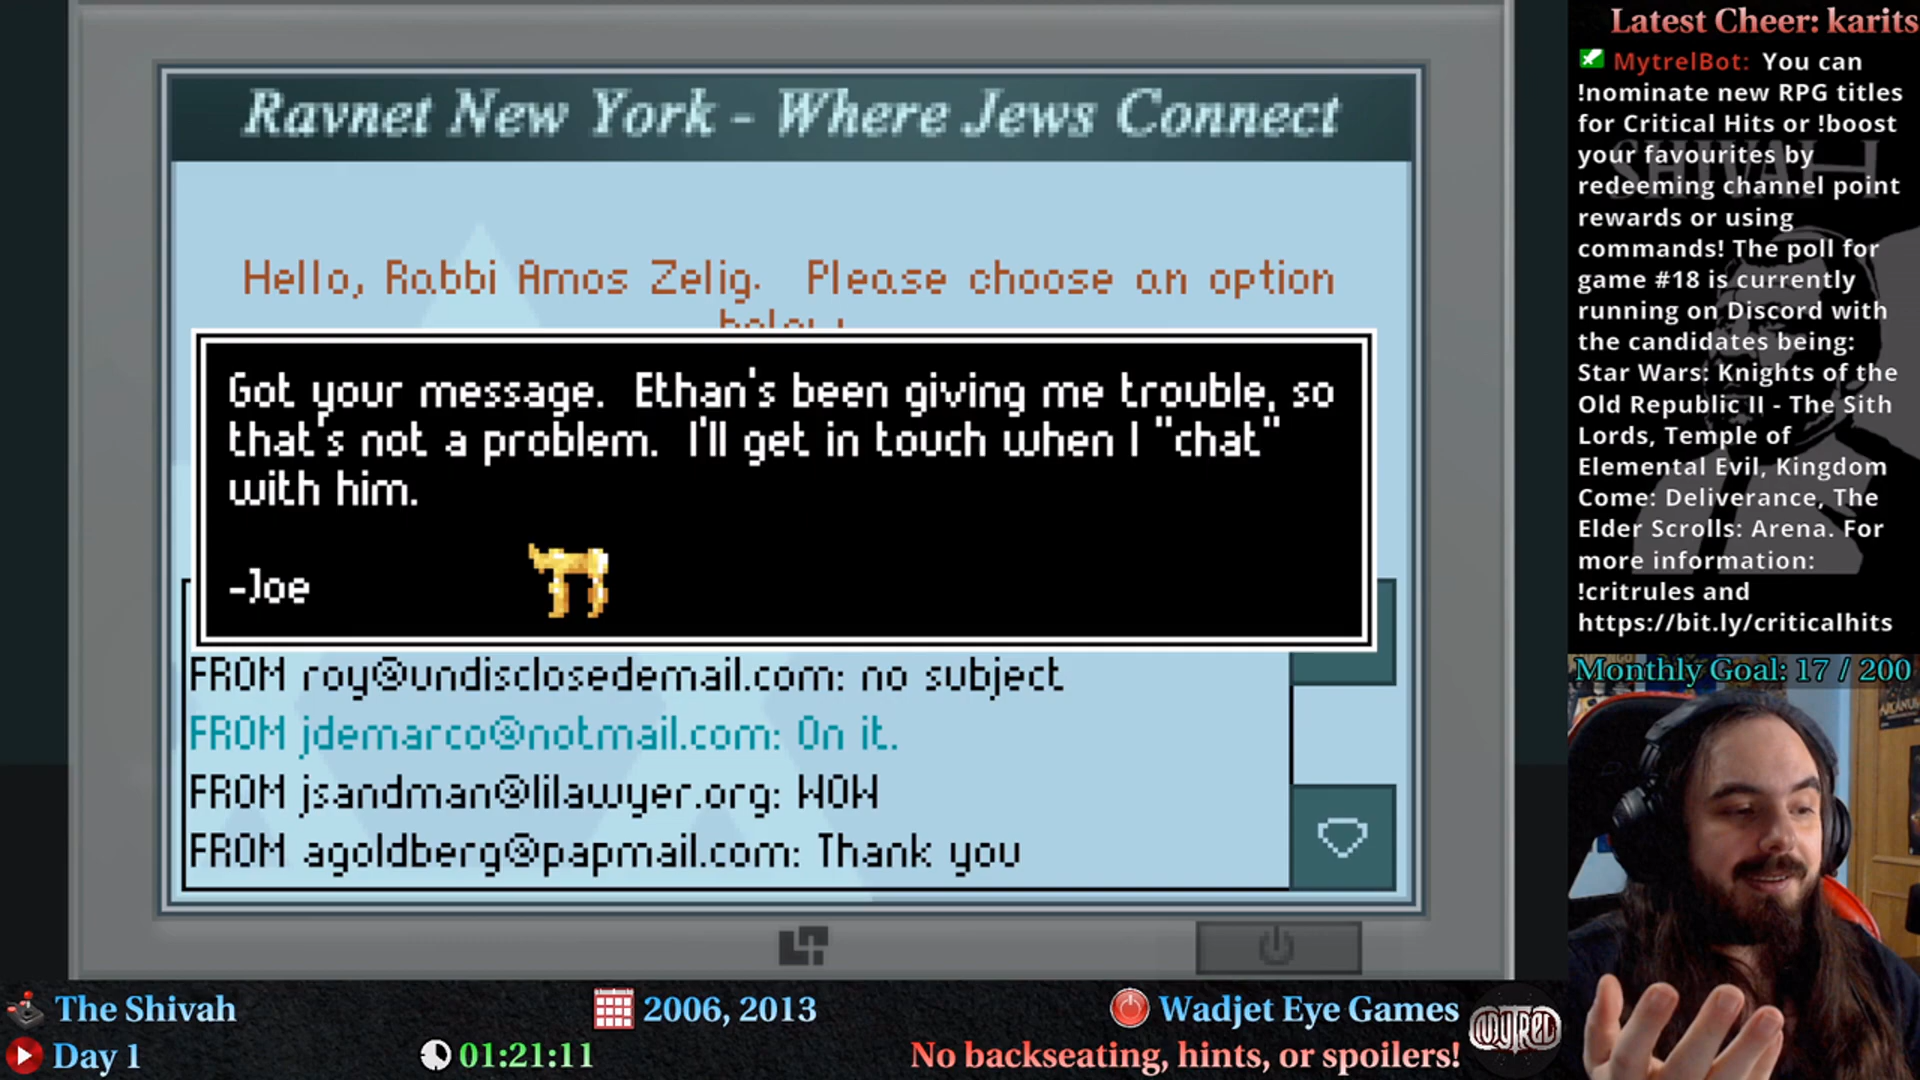 Ravnet New York - Where Jews Connect
Hello, Rabbi Amos Zelig. Please choose an option
Got your message. Ethan's been giving me trouble, so
that's not a problem. I'll get in touch when I "chat"
with him.
-Joe
FROM roy@undisclosedemail.com: no subject
FROM jdemarco@notmail.com: On it.
FROM jsandman@lilawyer.org: WOW
FROM agoldberg@papmail.com: Thank you
Latest Cheer: karits
MytrelBot: You can
!nominate new RPG titles
for Critical Hits or !boost
your favourites by
redeeming channel point
rewards or using
commands! The poll for
game #18 is currently
running on Discord with
the candidates being:
Star Wars: Knights of the
Old Republic II - The Sith
Lords, Temple of
Elemental Evil, Kingdom
Come: Deliverance, The
Elder Scrolls: Arena. For
more information:
!critrules and
https://bit.ly/criticalhits
SHIVAH
Monthly Goal: 17 / 200
The Shivah
2006, 2013
Wadjet Eye Games
Day 1
01:21:11
No backseating, hints, or spoilers!